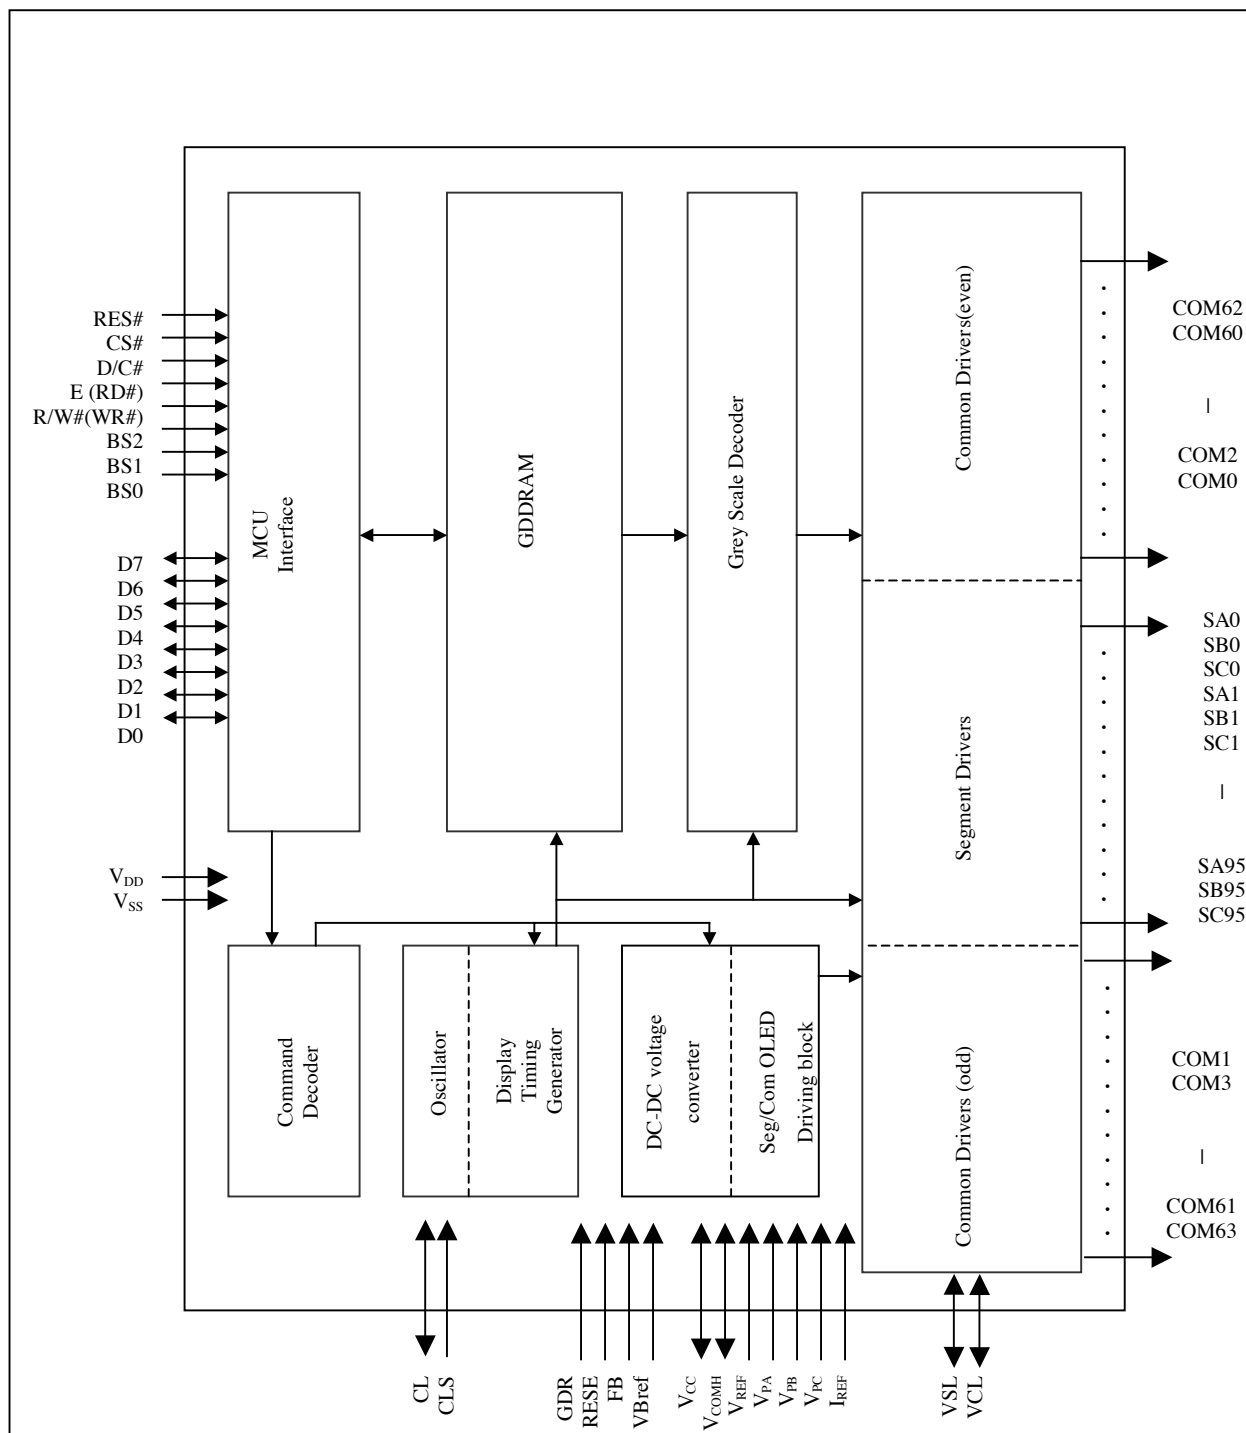 RES#
CS#
D/C#
E (RD#)
R/W#(WR#)
BS2
BS1
BS0
D7
D6
D5
D4
D3
D2
D1
D0
VDD
VSS
MCU
Interface
GDDRAM
Grey Scale Decoder
Common Drivers(even)
Segment Drivers
Common Drivers (odd)
Command
Decoder
Oscillator
Display
Timing
Generator
DC-DC voltage
converter
Seg/Com OLED
Driving block
COM62
COM60
|
COM2
COM0
SA0
SB0
SC0
SA1
SB1
SC1
|
SA95
SB95
SC95
COM1
COM3
|
COM61
COM63
CL
CLS
GDR
RESE
FB
VBref
VCC
VCOMH
VREF
VPA
VPB
VPC
IREF
VSL
VCL